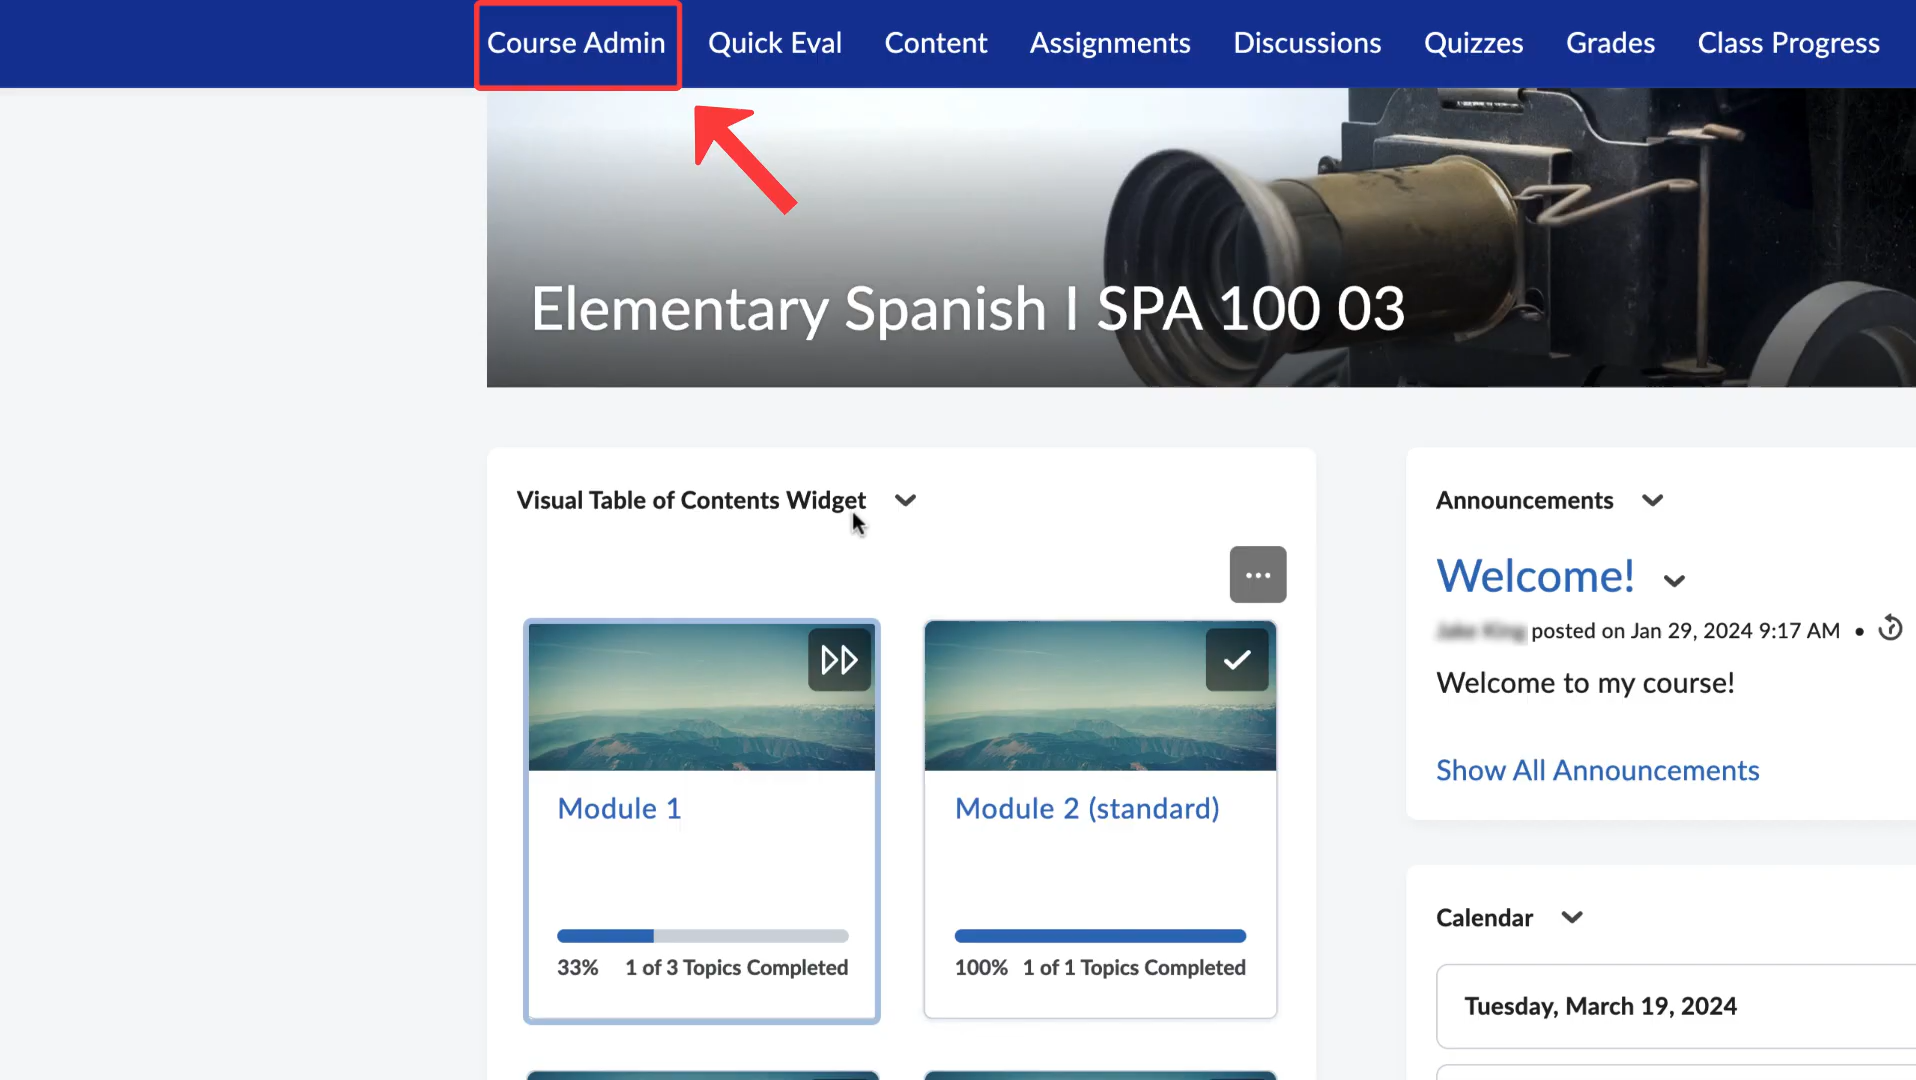 Course Admin
Quick Eval
Content
Assignments
Discussions
Quizzes
Grades
Class Progress
Elementary Spanish I SPA 100 03
Visual Table of Contents Widget
Module 1
33% 1 of 3 Topics Completed
Module 2 (standard)
100% 1 of 1 Topics Completed
Announcements
Welcome!
posted on Jan 29, 2024 9:17 AM •
Welcome to my course!
Show All Announcements
Calendar
Tuesday, March 19, 2024